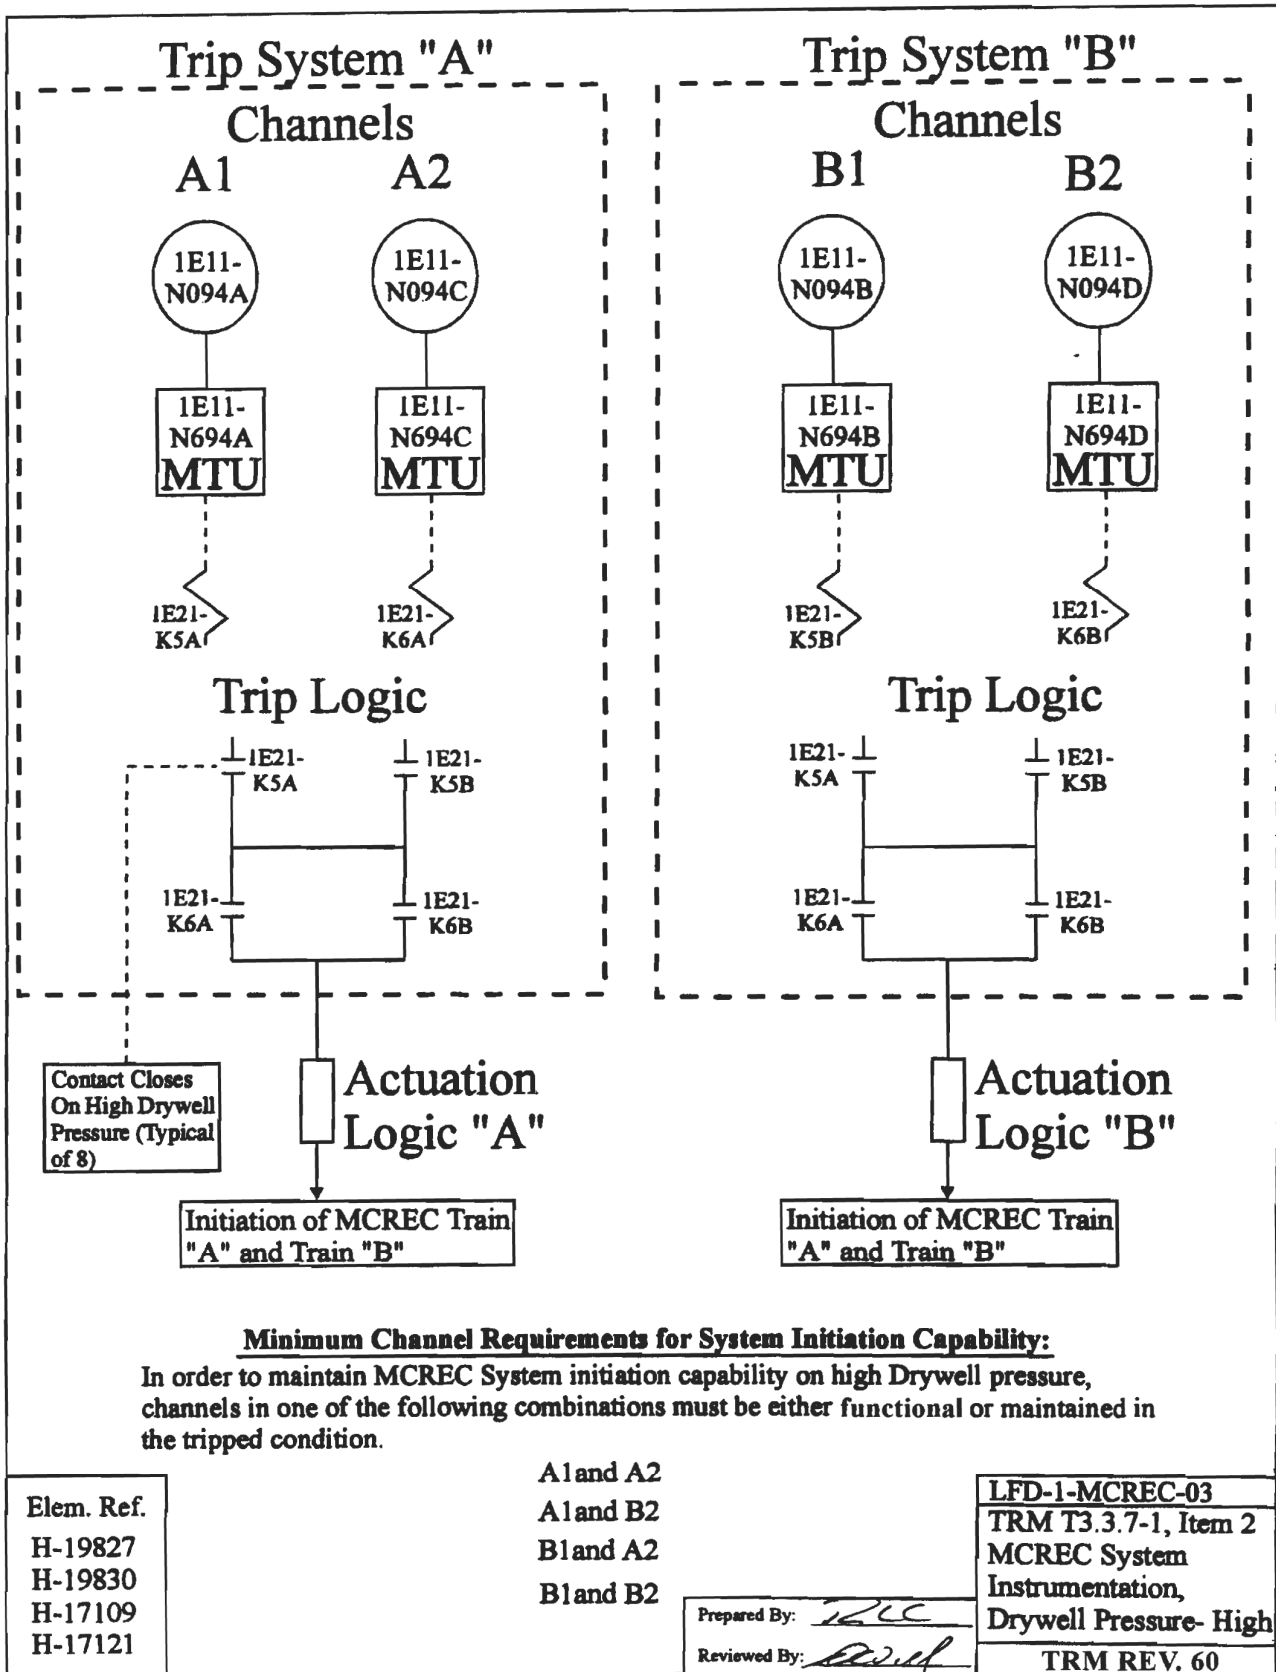 Trip System "A"
Channels
A1
A2
1E11-
N094A
1E11-
N094C
1E11-
N694A
MTU
1E11-
N694C
MTU
1E21-
K5A
1E21-
K6A
Trip Logic
1E21-
K5A
1E21-
K5B
1E21-
K6A
1E21-
K6B
Contact Closes
On High Drywell
Pressure (Typical
of 8)
Actuation
Logic "A"
Initiation of MCREC Train
"A" and Train "B"
Trip System "B"
Channels
B1
B2
1E11-
N094B
1E11-
N094D
1E11-
N694B
MTU
1E11-
N694D
MTU
1E21-
K5B
1E21-
K6B
Trip Logic
1E21-
K5A
1E21-
K5B
1E21-
K6A
1E21-
K6B
Actuation
Logic "B"
Initiation of MCREC Train
"A" and Train "B"
Minimum Channel Requirements for System Initiation Capability:
In order to maintain MCREC System initiation capability on high Drywell pressure,
channels in one of the following combinations must be either functional or maintained in
the tripped condition.
A1and A2
A1and B2
B1and A2
B1and B2
Elem. Ref.
H-19827
H-19830
H-17109
H-17121
Prepared By:
Reviewed By:
LFD-1-MCREC-03
TRM T3.3.7-1, Item 2
MCREC System
Instrumentation,
Drywell Pressure- High
TRM REV. 60